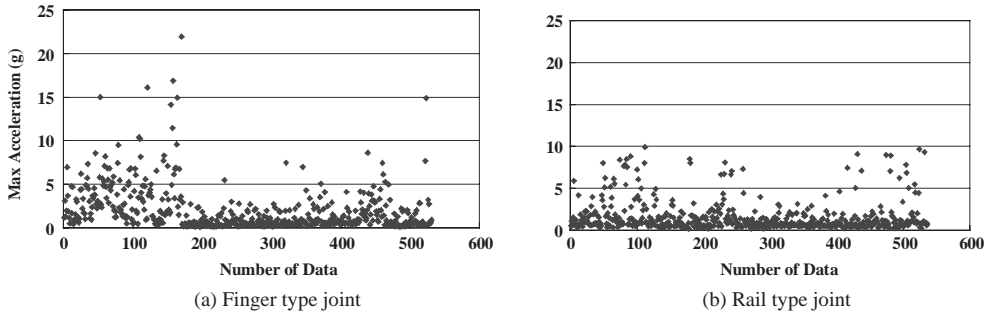 25
20
15
10
5
0
Max Acceleration (g)
0 100 200 300 400 500 600
Number of Data
(a) Finger type joint
25
20
15
10
5
0
0 100 200 300 400 500 600
Number of Data
(b) Rail type joint